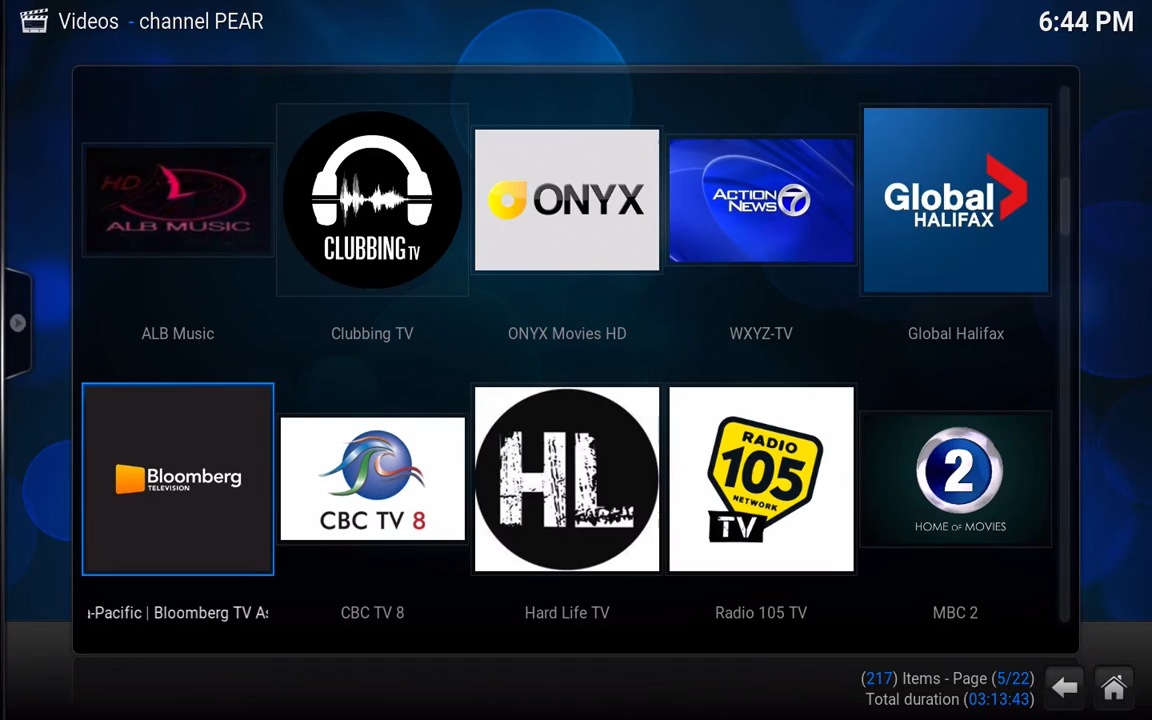 Videos - channel PEAR
6:44 PM
HD
ALB MUSIC
CLUBBING TV
ONYX
ACTION NEWS 7
Global
HALIFAX
ALB Music
Clubbing TV
ONYX Movies HD
WXYZ-TV
Global Halifax
Bloomberg
TELEVISION
CBC TV 8
HL
RADIO
105
NETWORK
TV
2
HOME OF MOVIES
-Pacific | Bloomberg TV As
CBC TV 8
Hard Life TV
Radio 105 TV
MBC 2
(217) Items - Page (5/22)
Total duration (03:13:43)